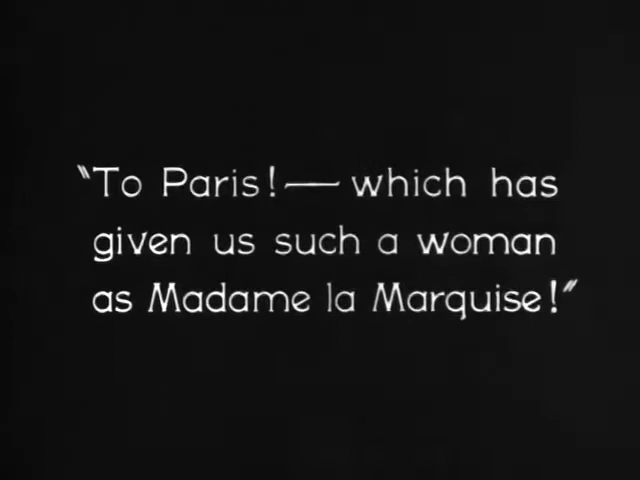 "To Paris!—which has
given us such a woman
as Madame la Marquise!"